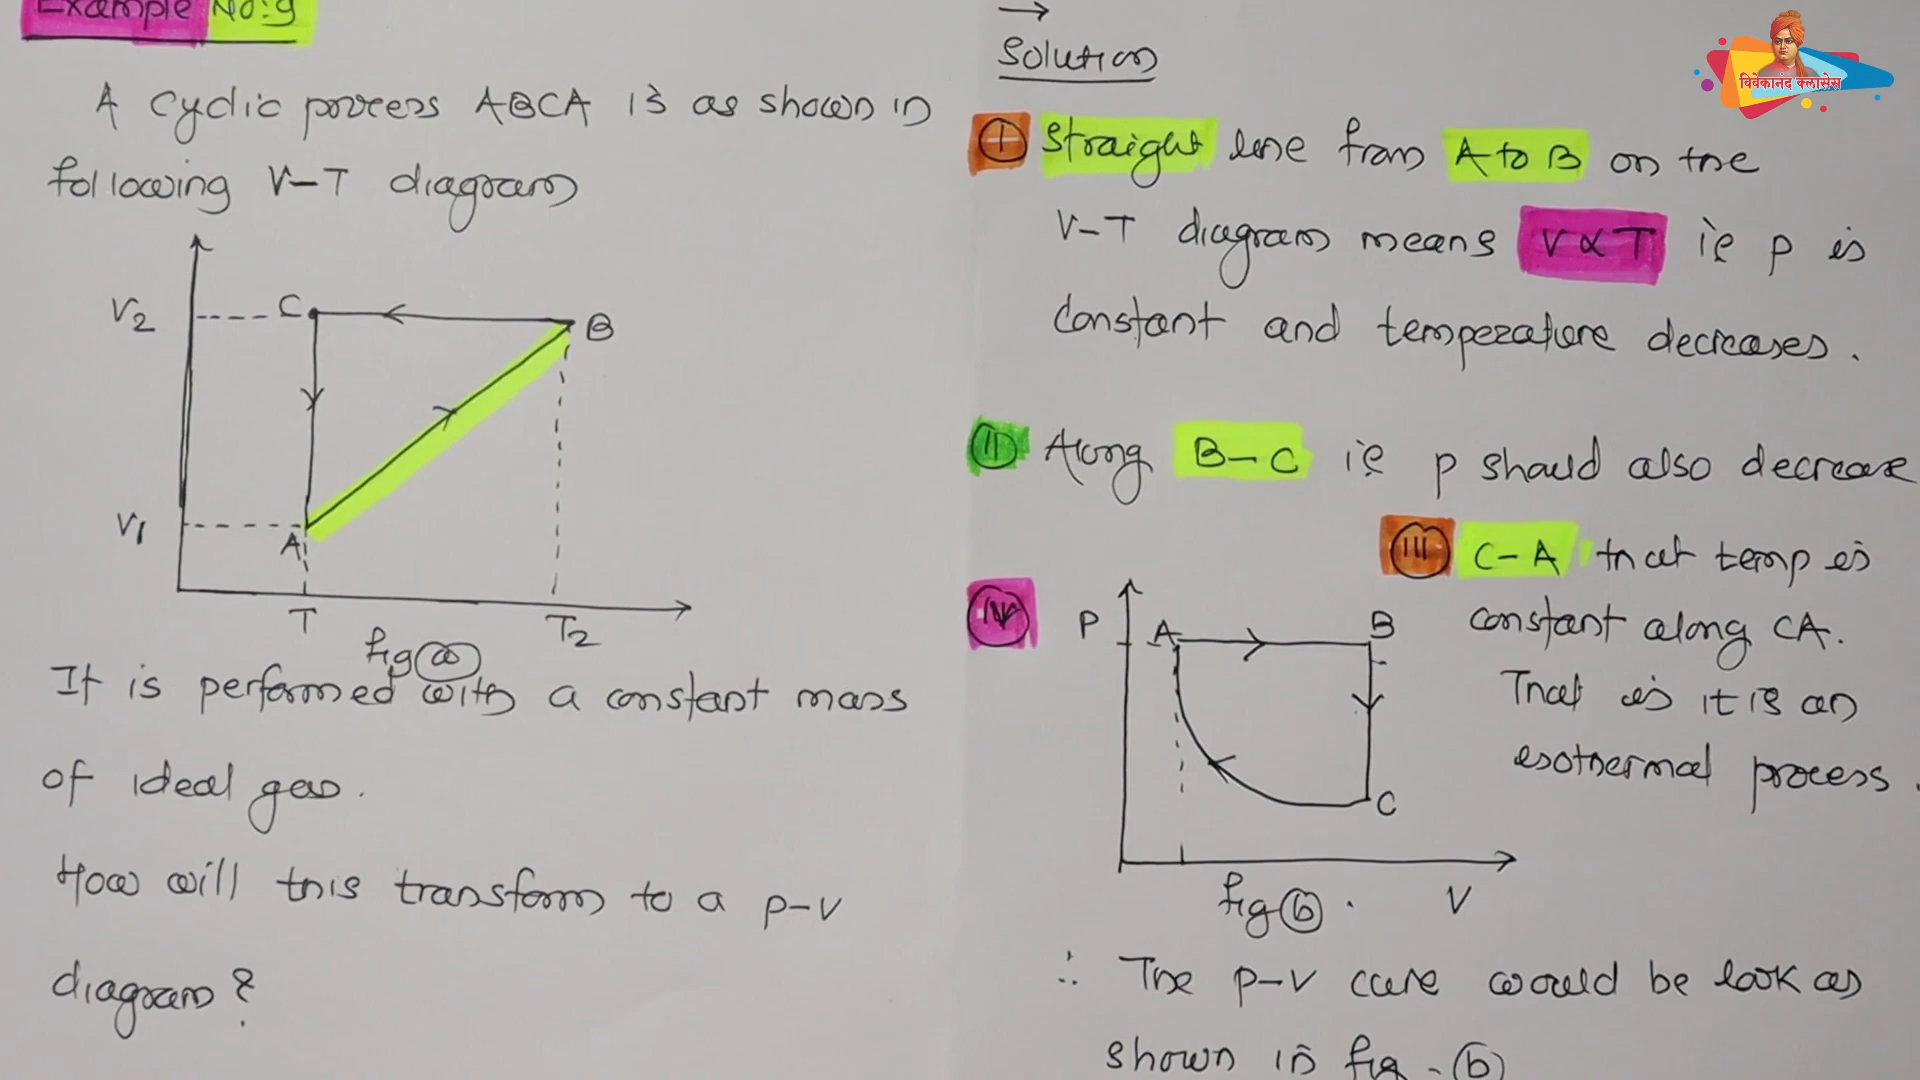 Example No:9
A cyclic process ABCA is as shown in
following V-T diagram
V2
C
B
V1
A
T
T2
fig (a)
It is performed with a constant mass
of ideal gas.
How will this transform to a p-v
diagram?
→
Solution
(I) Straight line from A to B on the
V-T diagram means V ∝ T ie p is
constant and temperature decreases.
(II) Along B-C ie p should also decrease
(III) C-A that temp is
constant along CA.
That is it is an
isothermal process.
(IV)
P
A
B
C
V
fig (b).
∴ The p-v curve would be look as
shown in fig-(b)
विवेकानंद क्लासेस